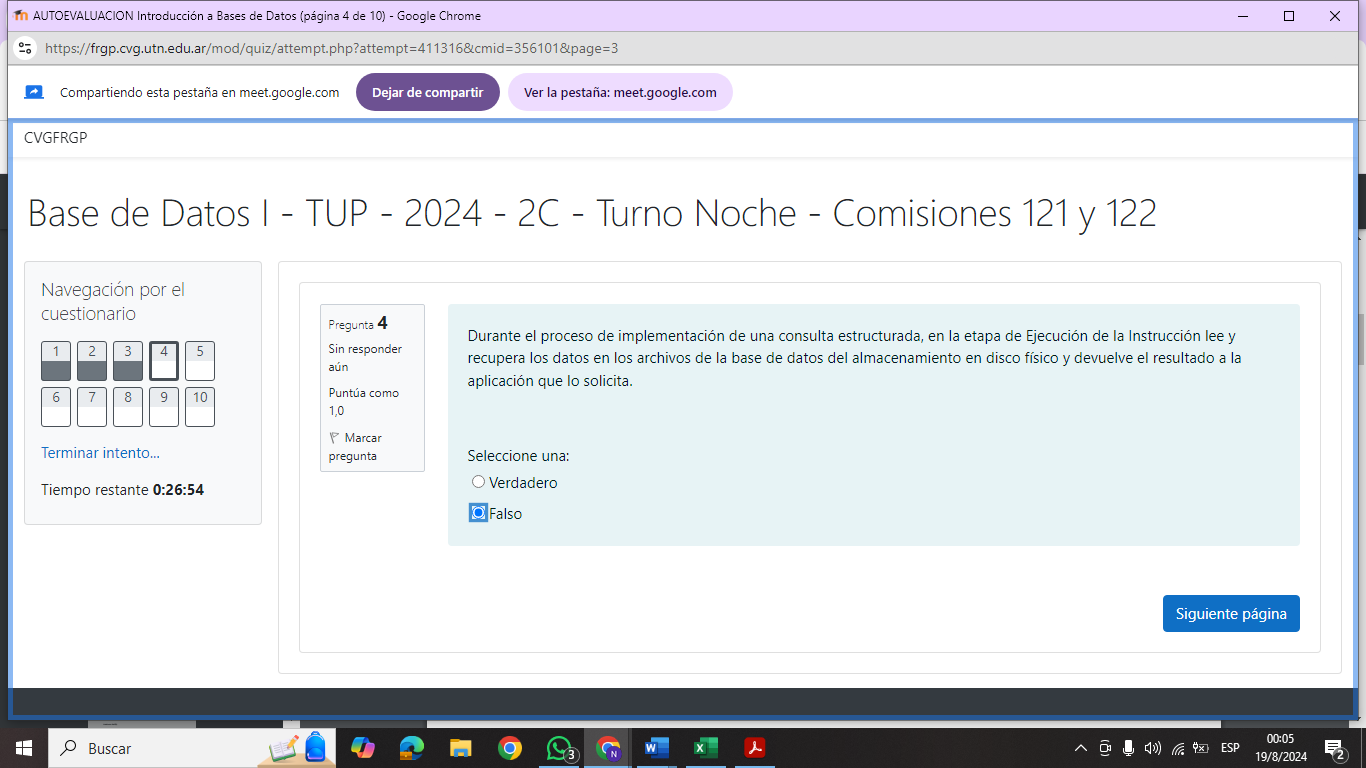 AUTOEVALUACION Introducción a Bases de Datos (página 4 de 10) - Google Chrome
https://frgp.cvg.utn.edu.ar/mod/quiz/attempt.php?attempt=411316&cmid=356101&page=3
Compartiendo esta pestaña en meet.google.com Dejar de compartir Ver la pestaña: meet.google.com
CVGFRGP
Base de Datos I - TUP - 2024 - 2C - Turno Noche - Comisiones 121 y 122
Navegación por el
cuestionario
1 2 3 4 5
6 7 8 9 10
Terminar intento...
Tiempo restante 0:26:54
Pregunta 4
Sin responder
aún
Puntúa como
1,0
Marcar
pregunta
Durante el proceso de implementación de una consulta estructurada, en la etapa de Ejecución de la Instrucción lee y
recupera los datos en los archivos de la base de datos del almacenamiento en disco físico y devuelve el resultado a la
aplicación que lo solicita.
Seleccione una:
Verdadero
Falso
Siguiente página
Buscar
3
N
W
X
ESP
00:05
19/8/2024
2